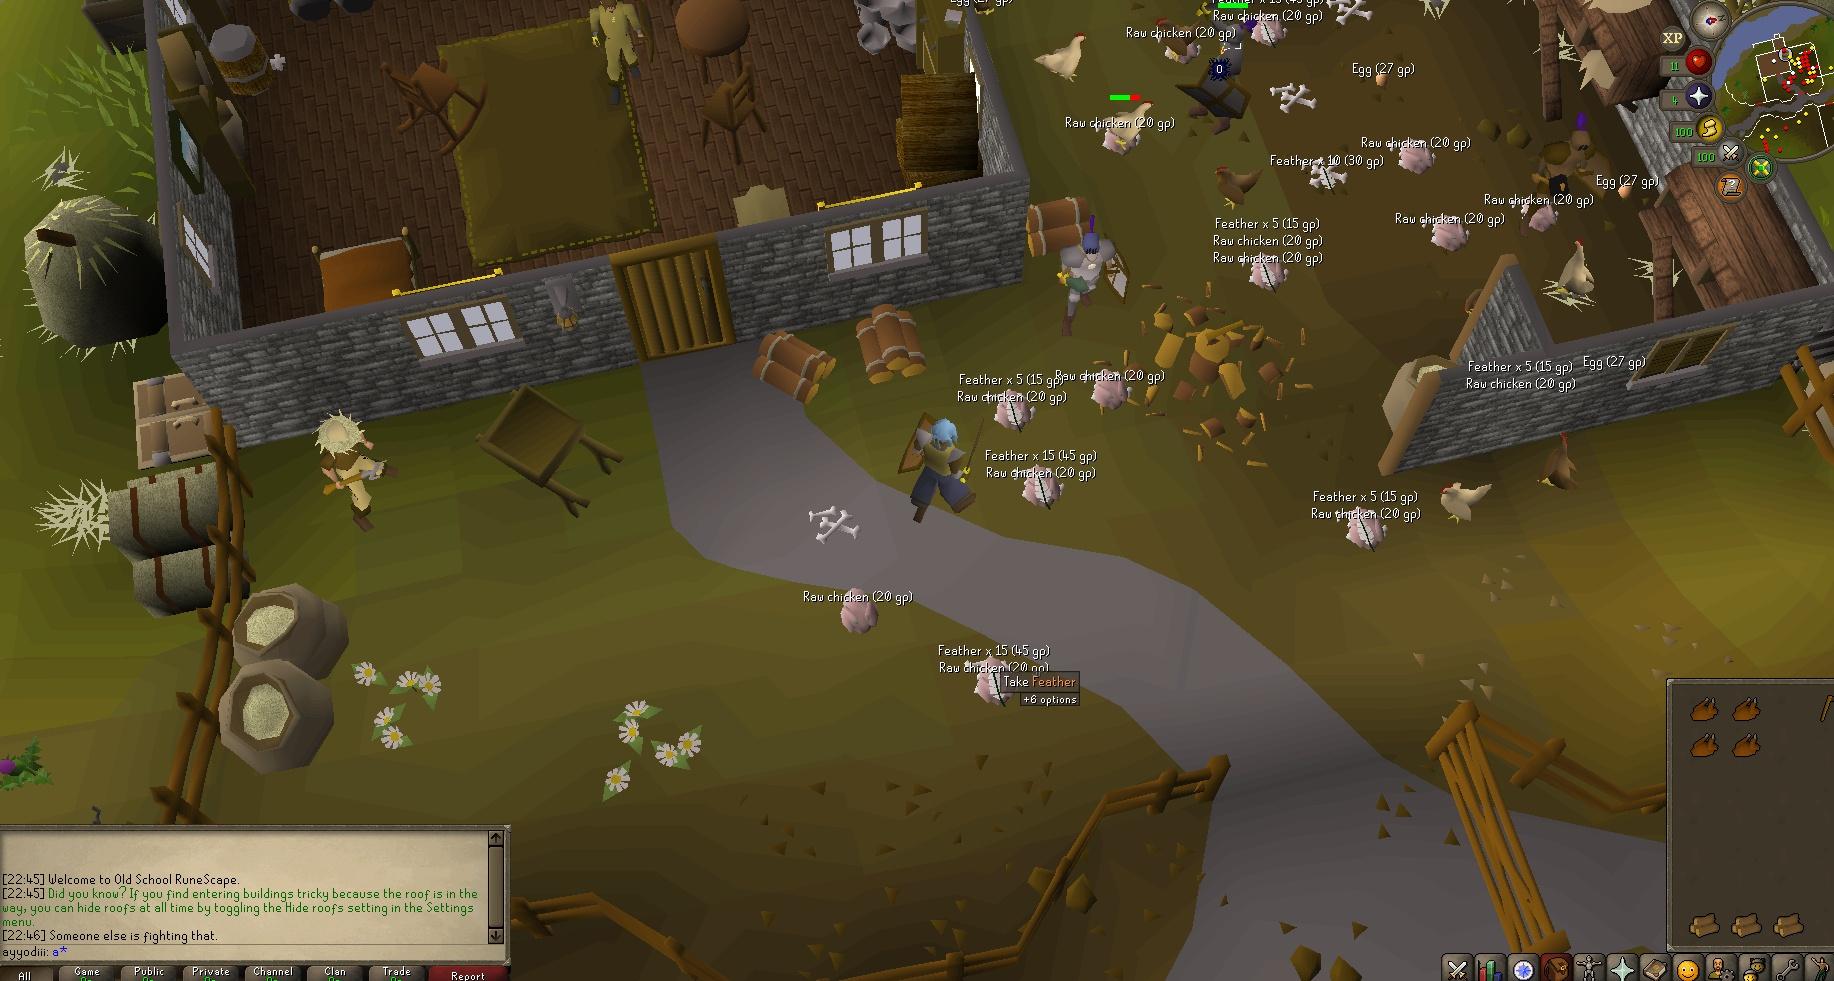 Raw chicken (20 gp)
Raw chicken (20 gp)
Egg (27 gp)
0
Raw chicken (20 gp)
Raw chicken (20 gp)
Feather x 10 (30 gp)
Egg (27 gp)
Raw chicken (20 gp)
Raw chicken (20 gp)
Feather x 5 (15 gp)
Raw chicken (20 gp)
Raw chicken (20 gp)
Feather x 5 (15 gp)
Egg (27 gp)
Raw chicken (20 gp)
Feather x 5 (15 gp)
Raw chicken (20 gp)
Raw chicken (20 gp)
Feather x 15 (45 gp)
Raw chicken (20 gp)
Feather x 5 (15 gp)
Raw chicken (20 gp)
Raw chicken (20 gp)
Feather x 15 (45 gp)
Raw chicken (20 gp)
Take Feather
+6 options
XP
11
4
100
100
[22:45] Welcome to Old School RuneScape.
[22:45] Did you know? If you find entering buildings tricky because the roof is in the
way, you can hide roofs at all time by toggling the Hide roofs setting in the Settings
menu.
[22:46] Someone else is fighting that.
ayyodiii: a*
All
Game
Public
Private
Channel
Clan
Trade
Report